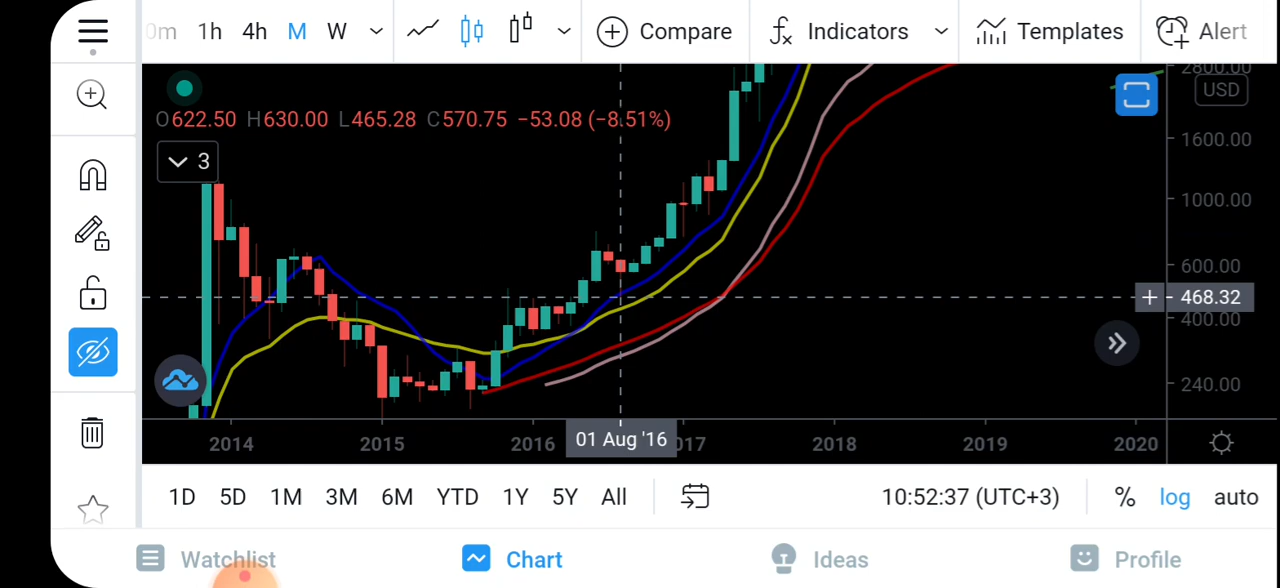 0m 1h 4h M W Compare Indicators Templates Alert
2800.00
USD
O622.50 H630.00 L465.28 C570.75 −53.08 (−8.51%)
1600.00
3
1000.00
600.00
468.32
400.00
240.00
2014 2015 2016 01 Aug '16 017 2018 2019 2020
1D 5D 1M 3M 6M YTD 1Y 5Y All 10:52:37 (UTC+3) % log auto
Watchlist Chart Ideas Profile